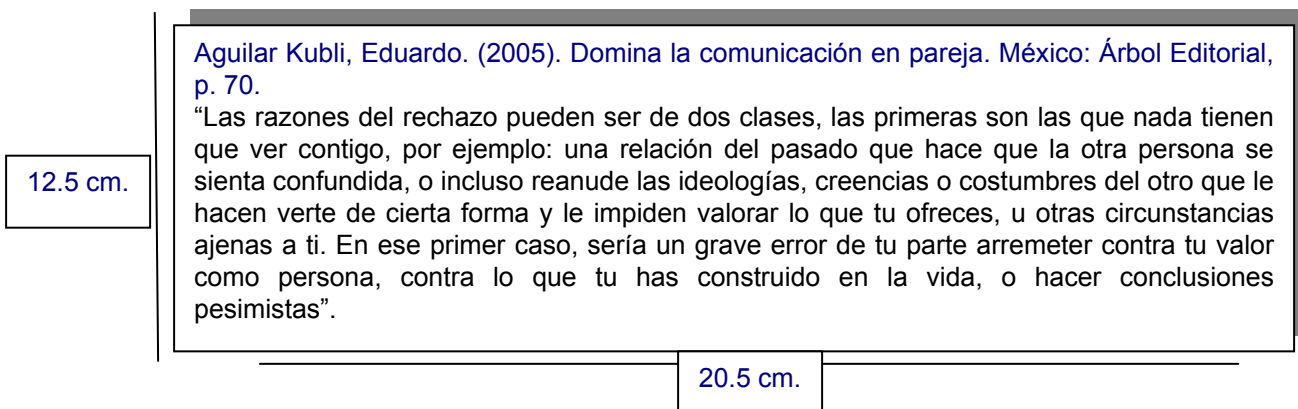 Aguilar Kubli, Eduardo. (2005). Domina la comunicación en pareja. México: Árbol Editorial,
p. 70.
“Las razones del rechazo pueden ser de dos clases, las primeras son las que nada tienen
que ver contigo, por ejemplo: una relación del pasado que hace que la otra persona se
sienta confundida, o incluso reanude las ideologías, creencias o costumbres del otro que le
hacen verte de cierta forma y le impiden valorar lo que tu ofreces, u otras circunstancias
ajenas a ti. En ese primer caso, sería un grave error de tu parte arremeter contra tu valor
como persona, contra lo que tu has construido en la vida, o hacer conclusiones
pesimistas”.
12.5 cm.
20.5 cm.